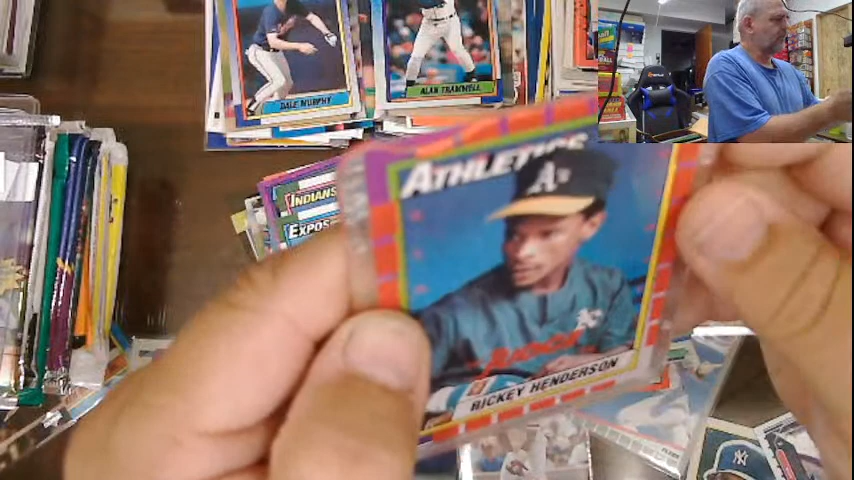 DALE MURPHY
ALAN TRAMMELL
INDIANS
EXPOS
ATHLETICS
A's
RICKEY HENDERSON